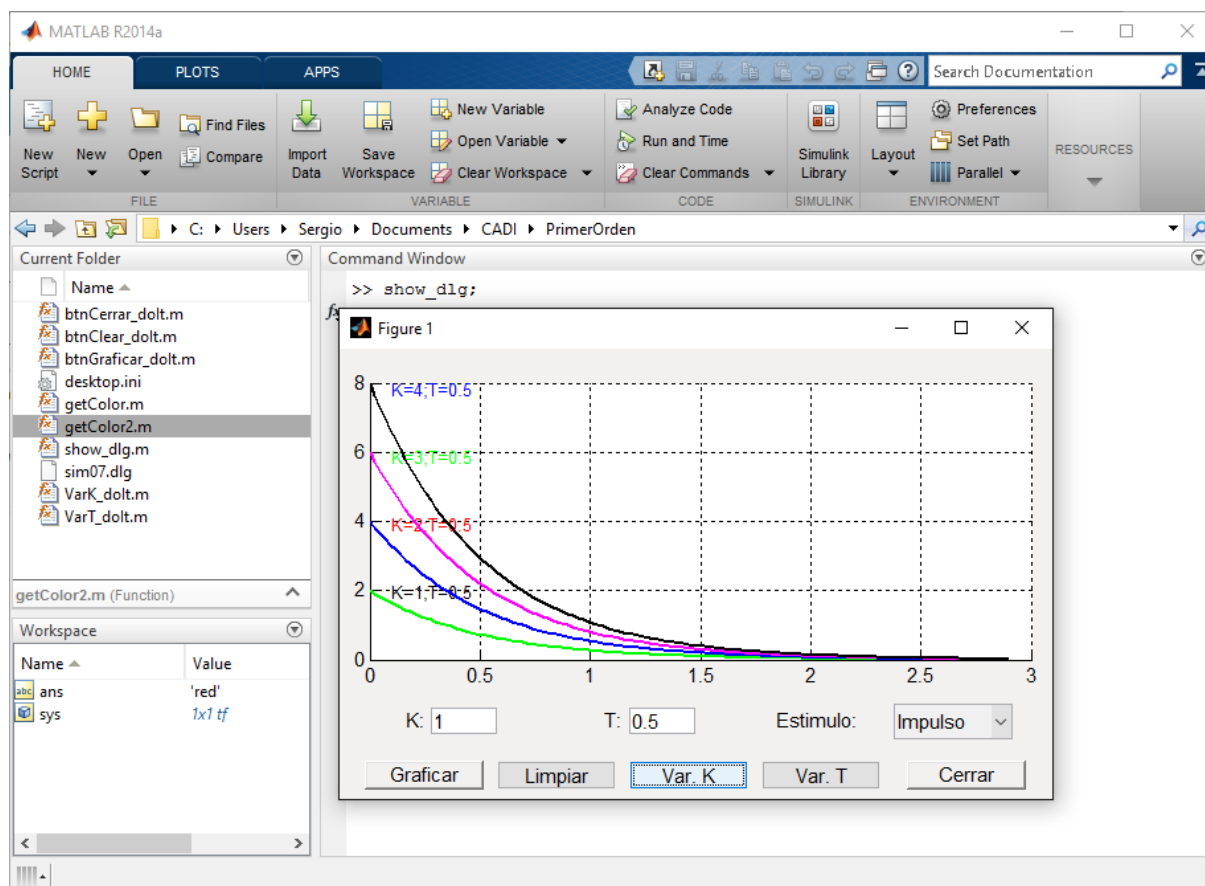 MATLAB R2014a
HOME PLOTS APPS Search Documentation
New Script
New
Open
Find Files
Compare
FILE
Import Data
Save Workspace
New Variable
Open Variable
Clear Workspace
VARIABLE
Analyze Code
Run and Time
Clear Commands
CODE
Simulink Library
SIMULINK
Layout
Preferences
Set Path
Parallel
ENVIRONMENT
RESOURCES
C: Users Sergio Documents CADI PrimerOrden
Current Folder
Name
btnCerrar_doIt.m
btnClear_doIt.m
btnGraficar_doIt.m
desktop.ini
getColor.m
getColor2.m
show_dlg.m
sim07.dlg
VarK_doIt.m
VarT_doIt.m
getColor2.m (Function)
Workspace
Name Value
abc ans 'red'
sys 1x1 tf
Command Window
>> show_dlg;
Figure 1
8
K=4;T=0.5
6
K=3;T=0.5
4
K=2;T=0.5
2
K=1;T=0.5
0
0 0.5 1 1.5 2 2.5 3
K: 1 T: 0.5 Estimulo: Impulso
Graficar Limpiar Var. K Var. T Cerrar